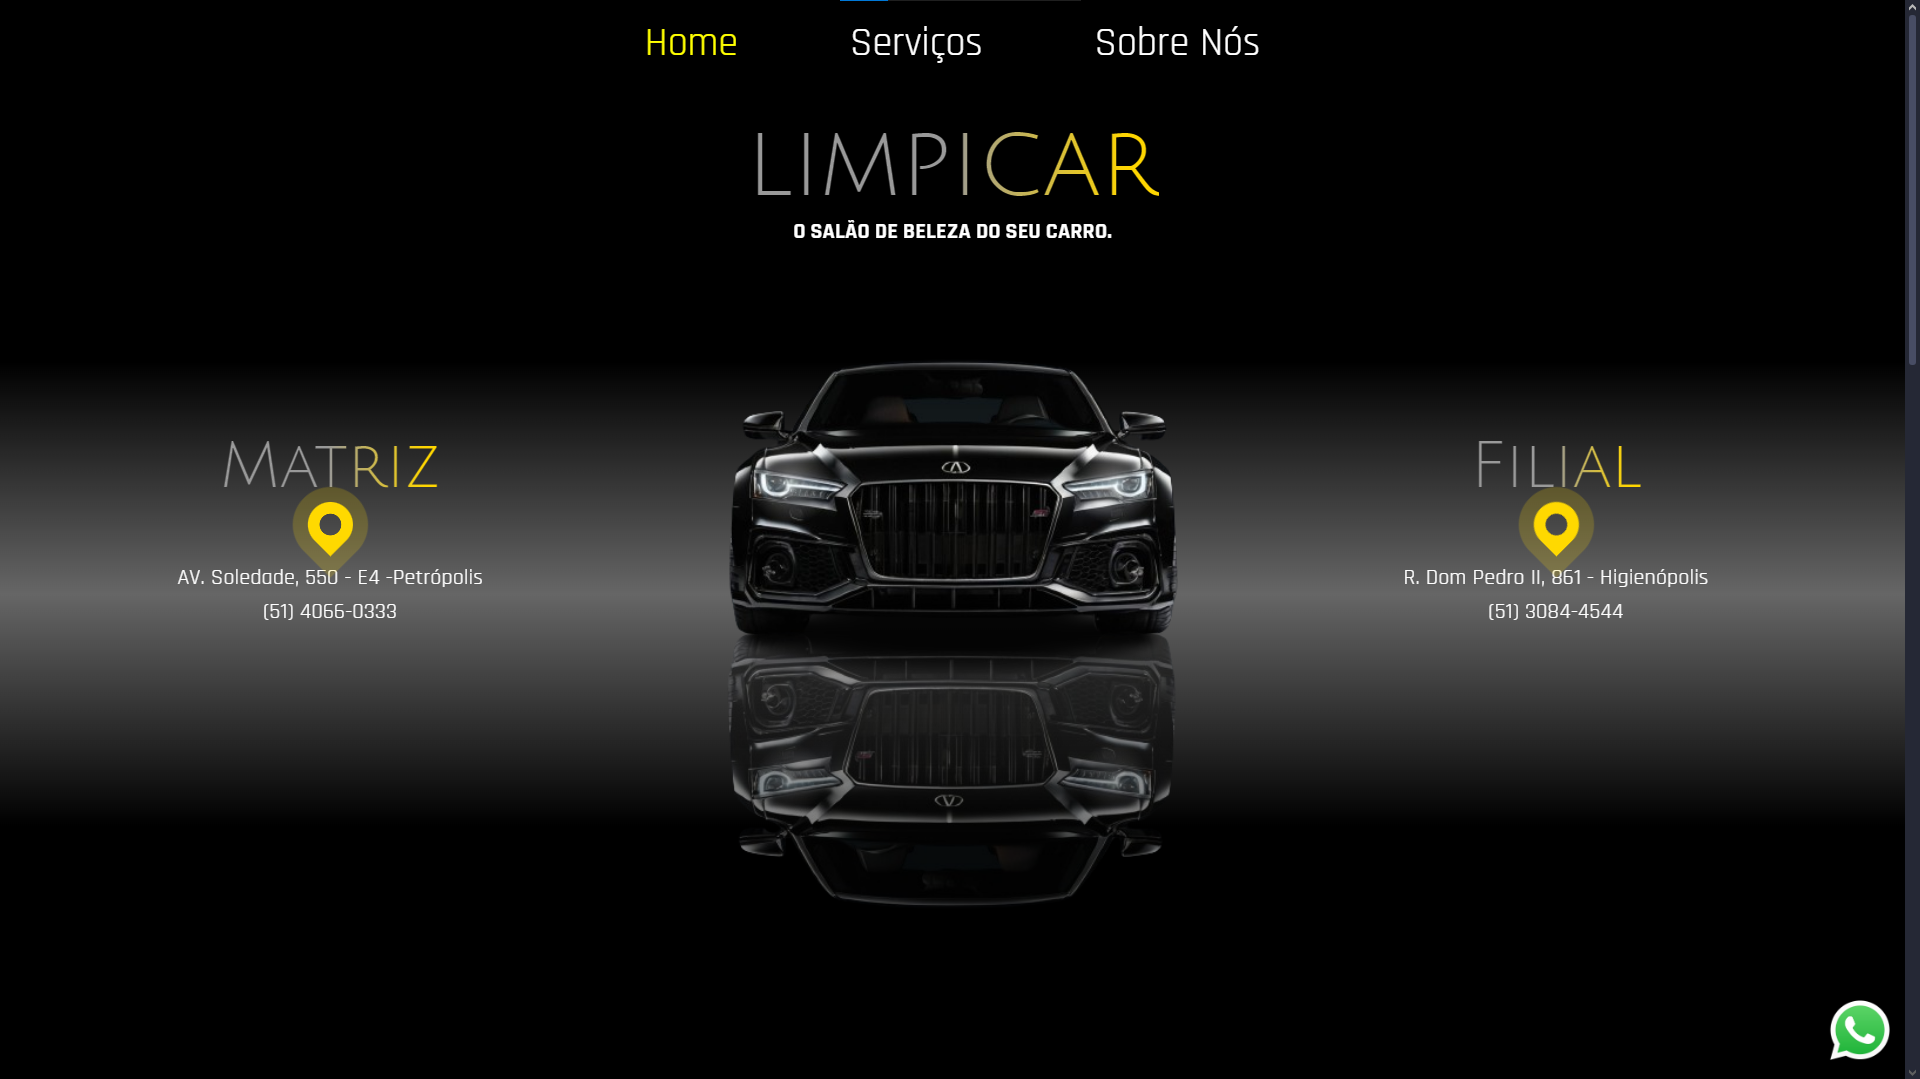 Home Serviços Sobre Nós
LIMPICAR
O SALÃO DE BELEZA DO SEU CARRO.
MATRIZ
AV. Soledade, 550 - E4 -Petrópolis
(51) 4066-0333
FILIAL
R. Dom Pedro II, 861 - Higienópolis
(51) 3084-4544